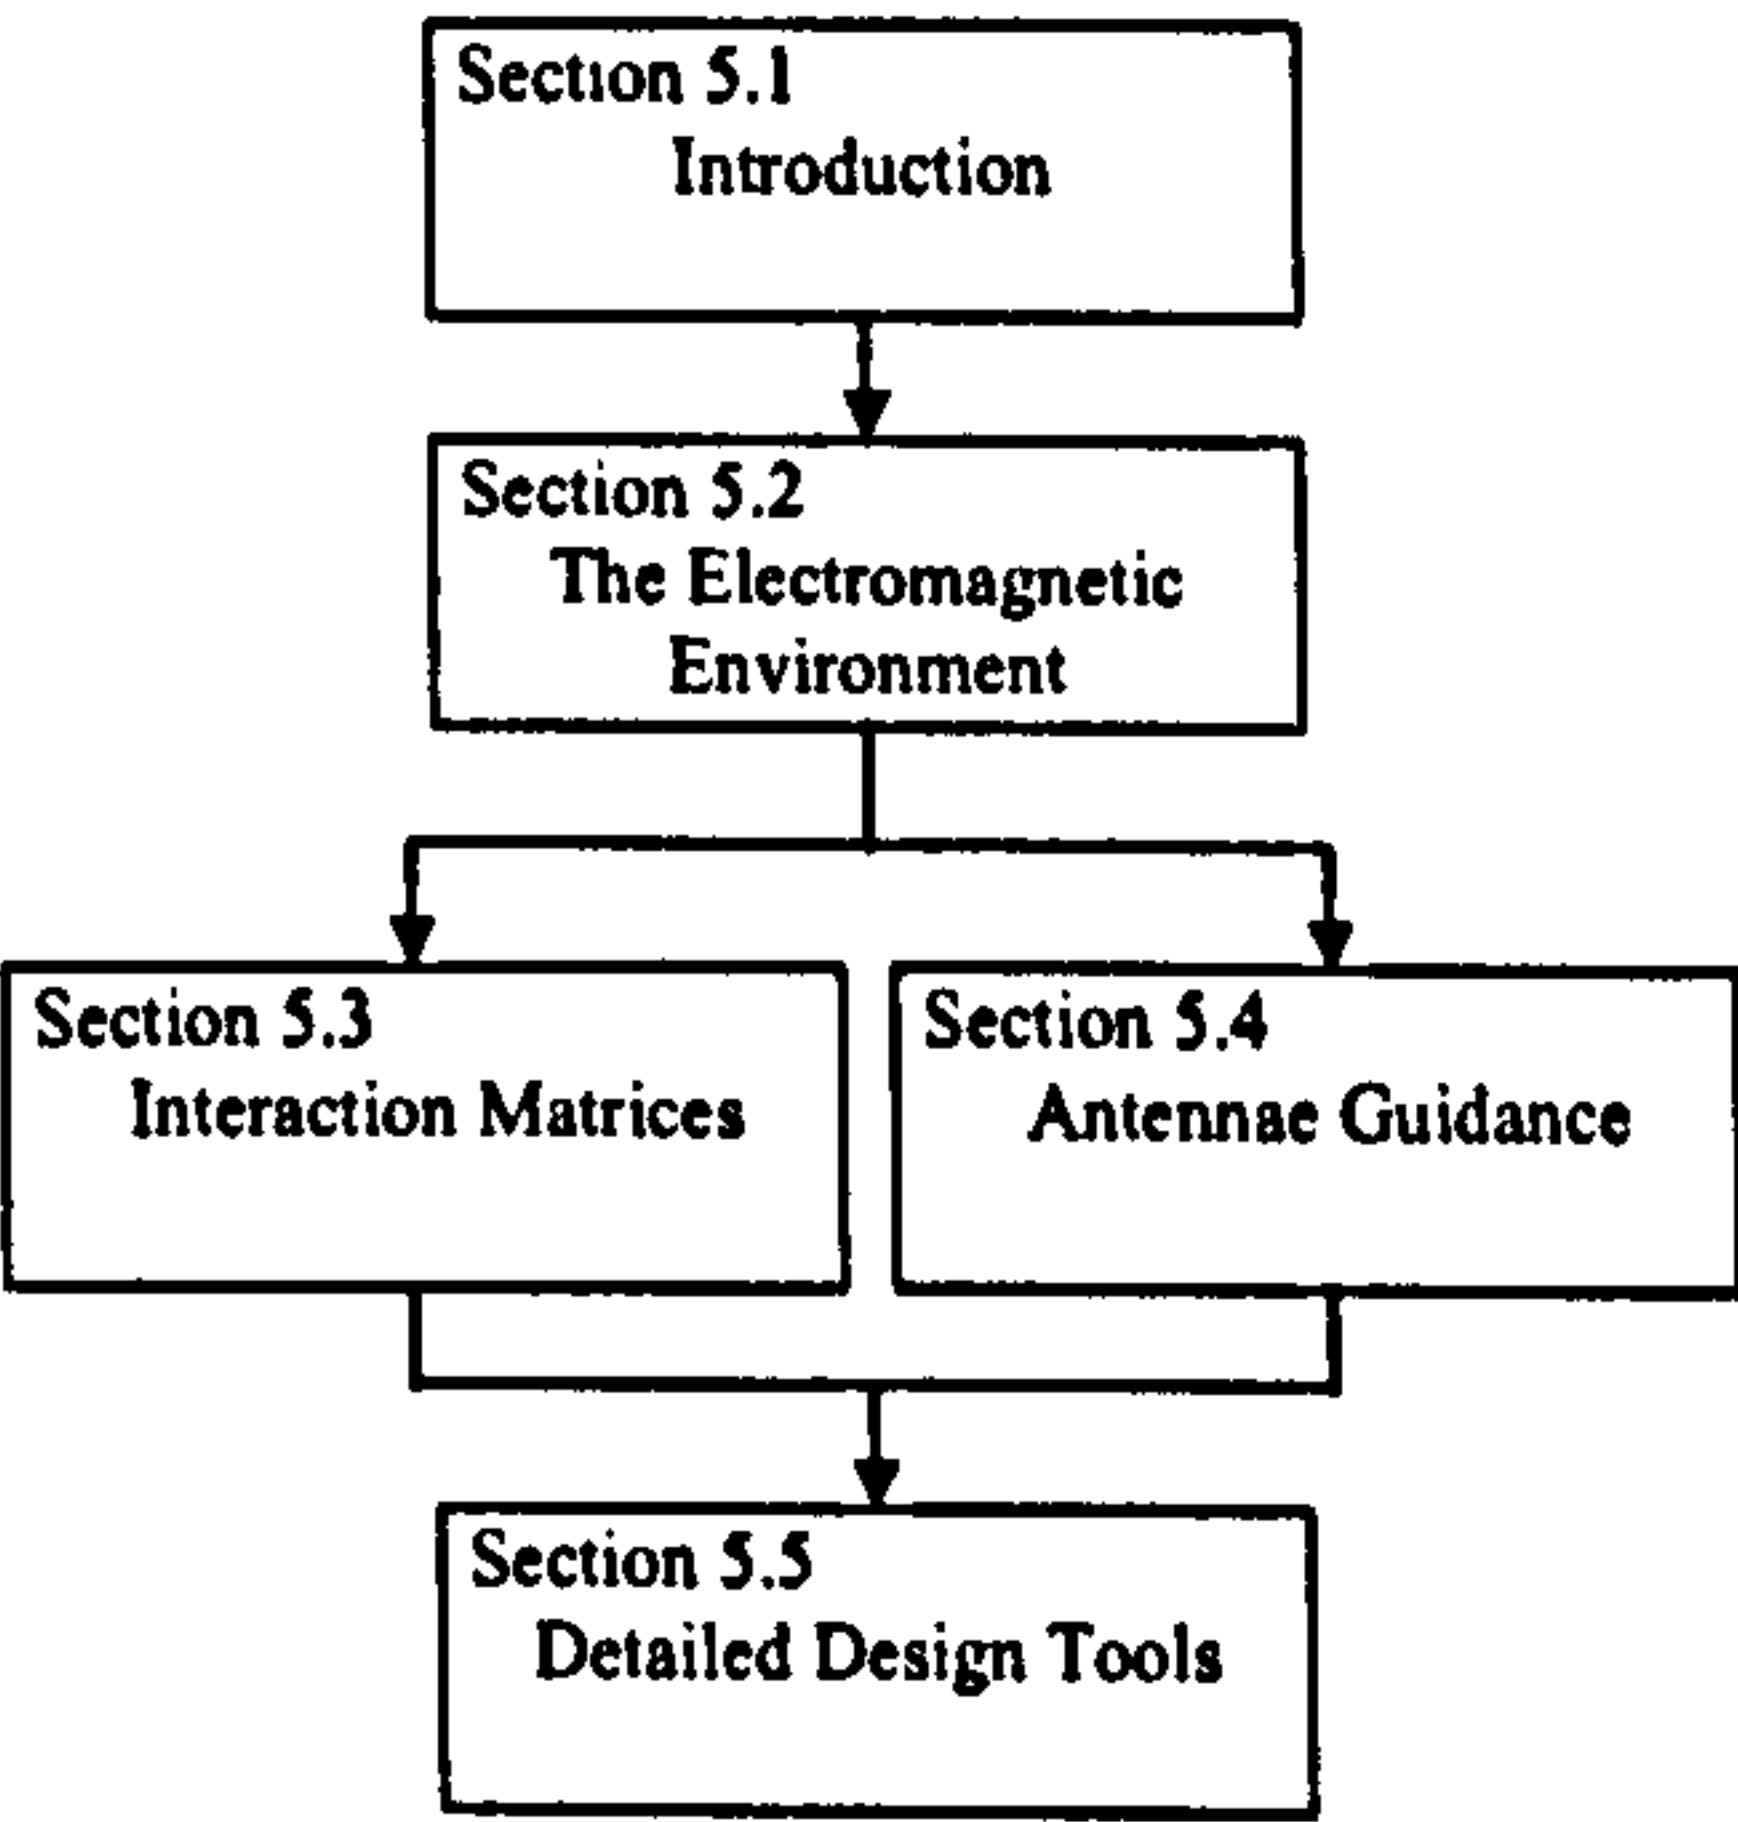 Section 5.1
Introduction
Section 5.2
The Electromagnetic
Environment
Section 5.3
Interaction Matrices
Section 5.4
Antennae Guidance
Section 5.5
Detailed Design Tools